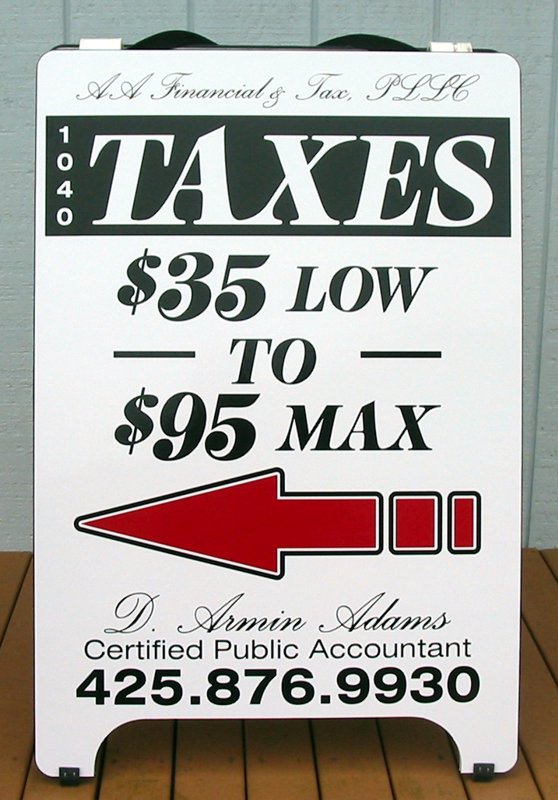 AA Financial & Tax, PLLC
1040
TAXES
$35 LOW
TO
$95 MAX
D. Armin Adams
Certified Public Accountant
425.876.9930